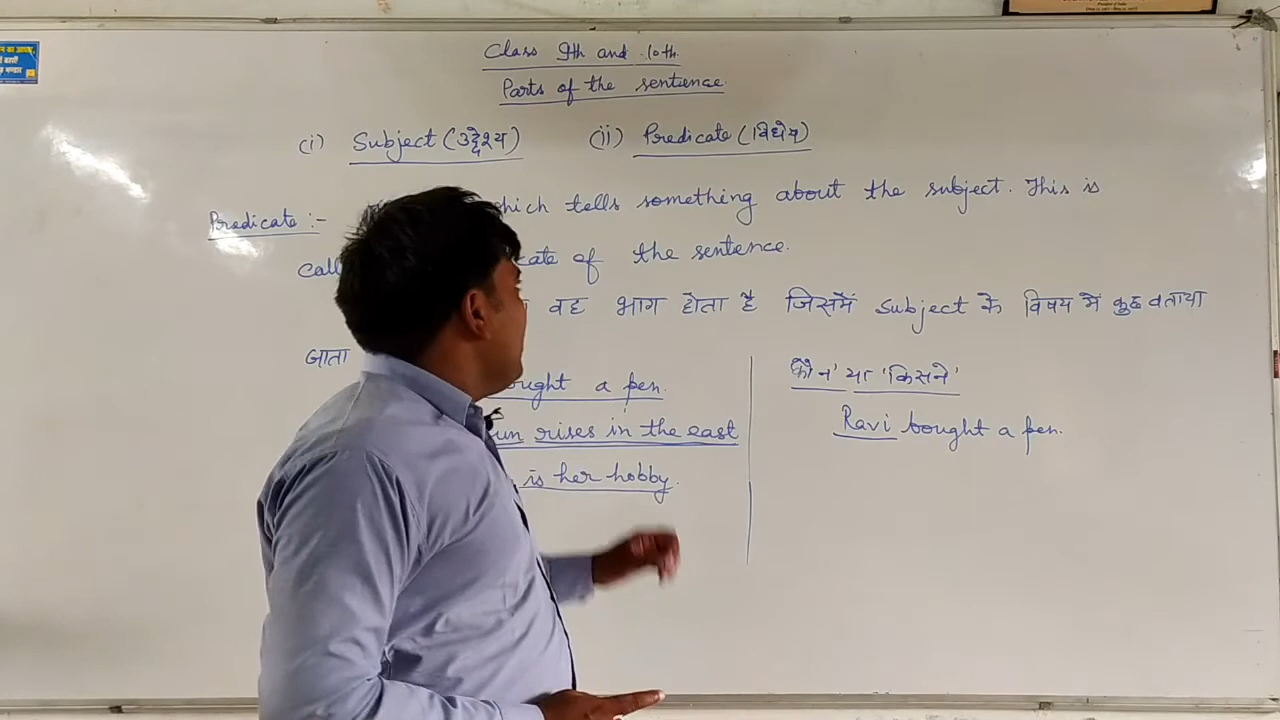 Class 9th and 10th
Parts of the sentence
(i) Subject (उद्देश्य) (ii) Predicate (विधेय)
Predicate :- which tells something about the subject. This is
call of the sentence.
वह भाग होता है जिसमें Subject के विषय में कुछ बताया
जाता
ought a pen.
un rises in the east
is her hobby.
कौन' या 'किसने'
Ravi bought a pen.